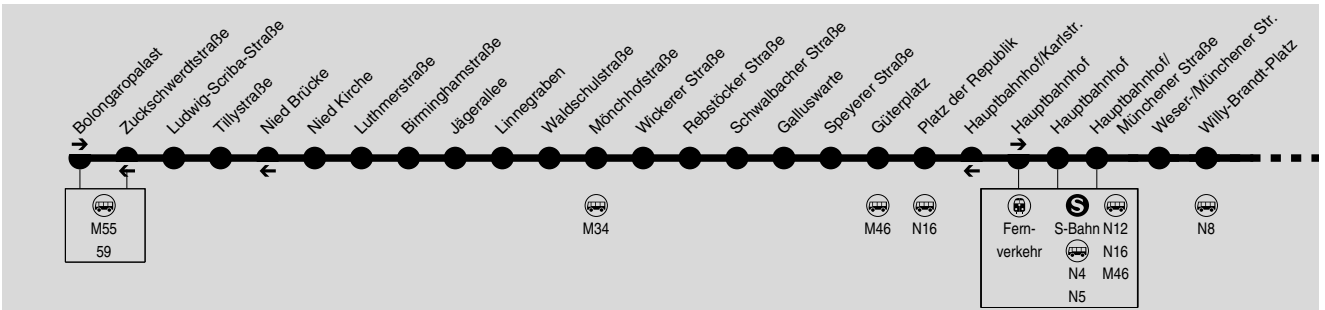 Bolongaropalast
Zuckschwerdtstraße
Ludwig-Scriba-Straße
Tillystraße
Nied Brücke
Nied Kirche
Luthmerstraße
Birminghamstraße
Jägerallee
Linnegraben
Waldschulstraße
Mönchhofstraße
Wickerer Straße
Rebstöcker Straße
Schwalbacher Straße
Galluswarte
Speyerer Straße
Güterplatz
Platz der Republik
Hauptbahnhof/Karlstr.
Hauptbahnhof
Hauptbahnhof
Hauptbahnhof/
Münchener Straße
Weser-/Münchener Str.
Willy-Brandt-Platz
M55
59
M34
M46
N16
Fern-
verkehr
S
S-Bahn
N4
N5
N12
N16
M46
N8